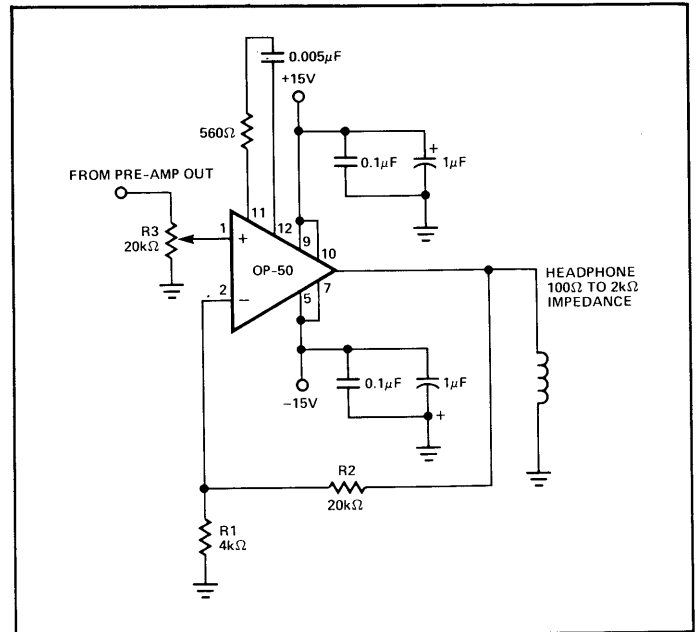 0.005μF
+15V
560Ω
0.1μF
1μF
+
FROM PRE-AMP OUT
R3
20kΩ
11
12
1
+
9
10
OP-50
HEADPHONE
100Ω TO 2kΩ
IMPEDANCE
2
−
5
7
0.1μF
1μF
−15V
+
R2
20kΩ
R1
4kΩ